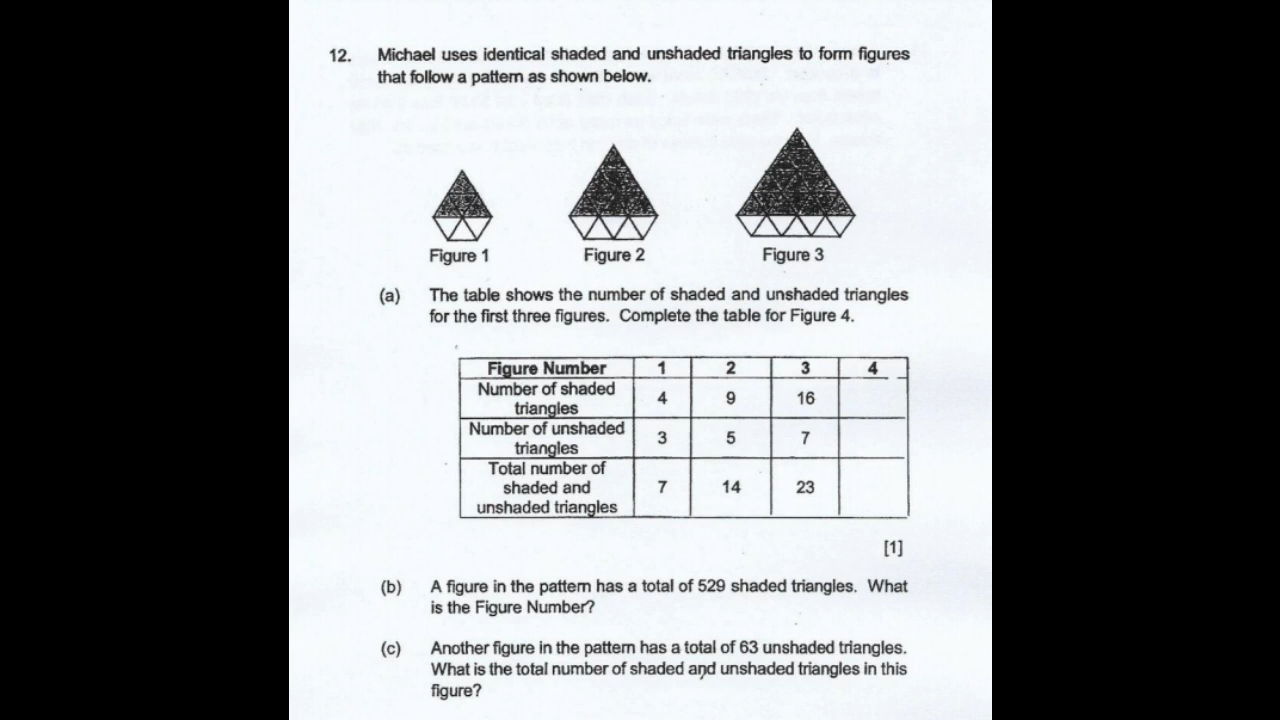 12. Michael uses identical shaded and unshaded triangles to form figures
that follow a pattern as shown below.
Figure 1 Figure 2 Figure 3
(a) The table shows the number of shaded and unshaded triangles
for the first three figures. Complete the table for Figure 4.
Figure Number 1 2 3 4
Number of shaded
triangles 4 9 16
Number of unshaded
triangles 3 5 7
Total number of
shaded and
unshaded triangles 7 14 23
[1]
(b) A figure in the pattern has a total of 529 shaded triangles. What
is the Figure Number?
(c) Another figure in the pattern has a total of 63 unshaded triangles.
What is the total number of shaded and unshaded triangles in this
figure?